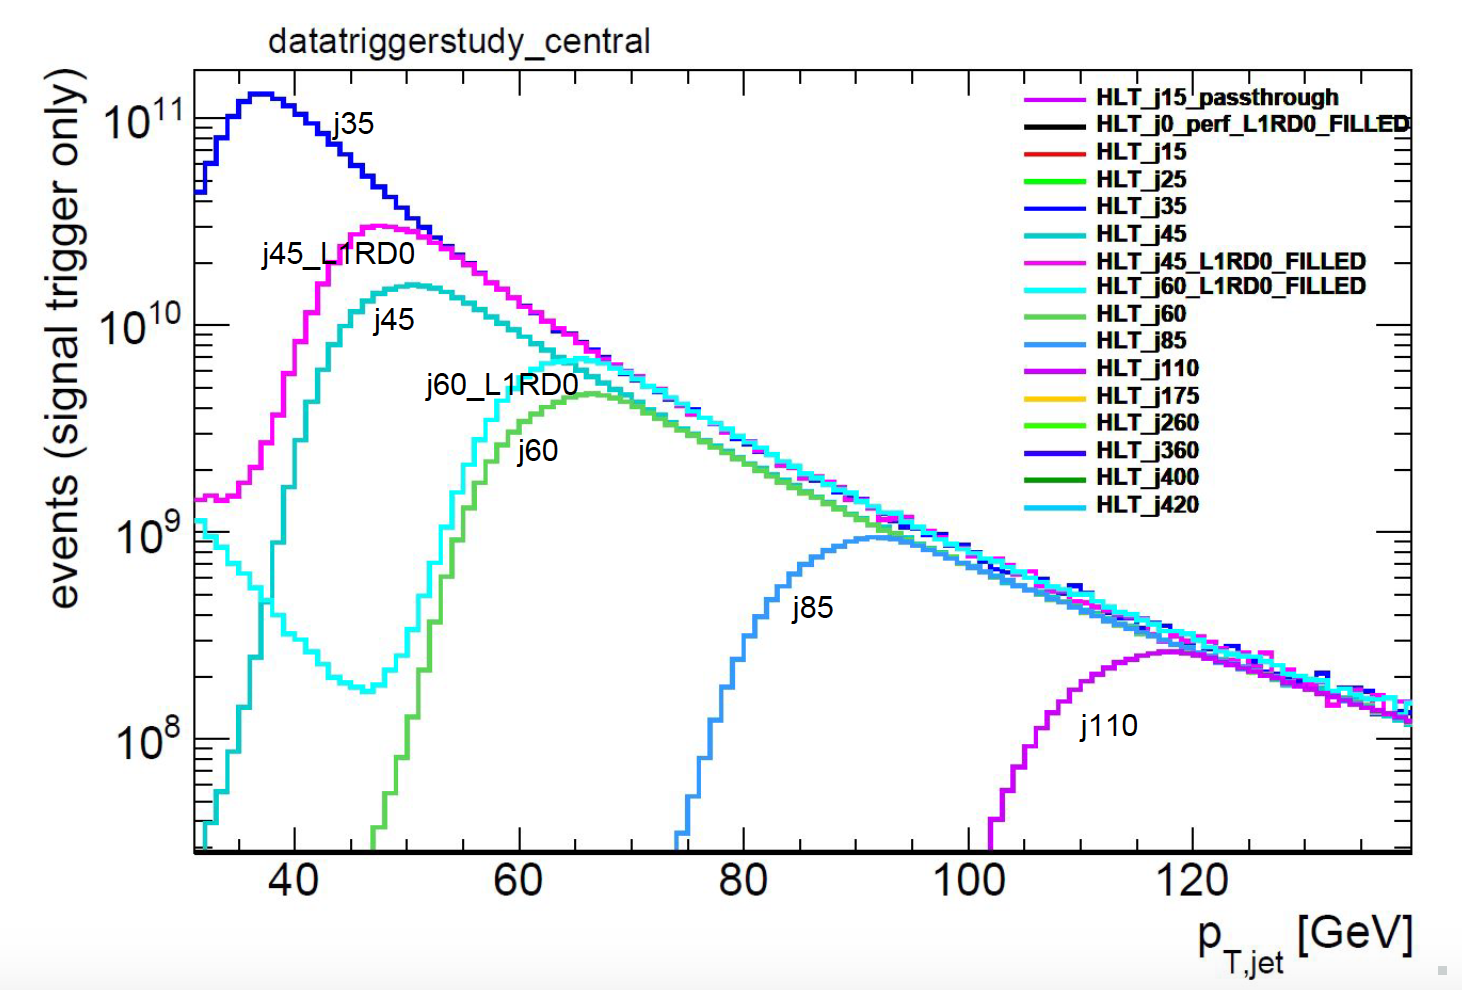 datatriggerstudy_central
events (signal trigger only)
10^11
10^10
10^9
10^8
j35
j45_L1RD0
j45
j60_L1RD0
j60
j85
j110
HLT_j15_passthrough
HLT_j0_perf_L1RD0_FILLED
HLT_j15
HLT_j25
HLT_j35
HLT_j45
HLT_j45_L1RD0_FILLED
HLT_j60_L1RD0_FILLED
HLT_j60
HLT_j85
HLT_j110
HLT_j175
HLT_j260
HLT_j360
HLT_j400
HLT_j420
40 60 80 100 120
p_T,jet [GeV]